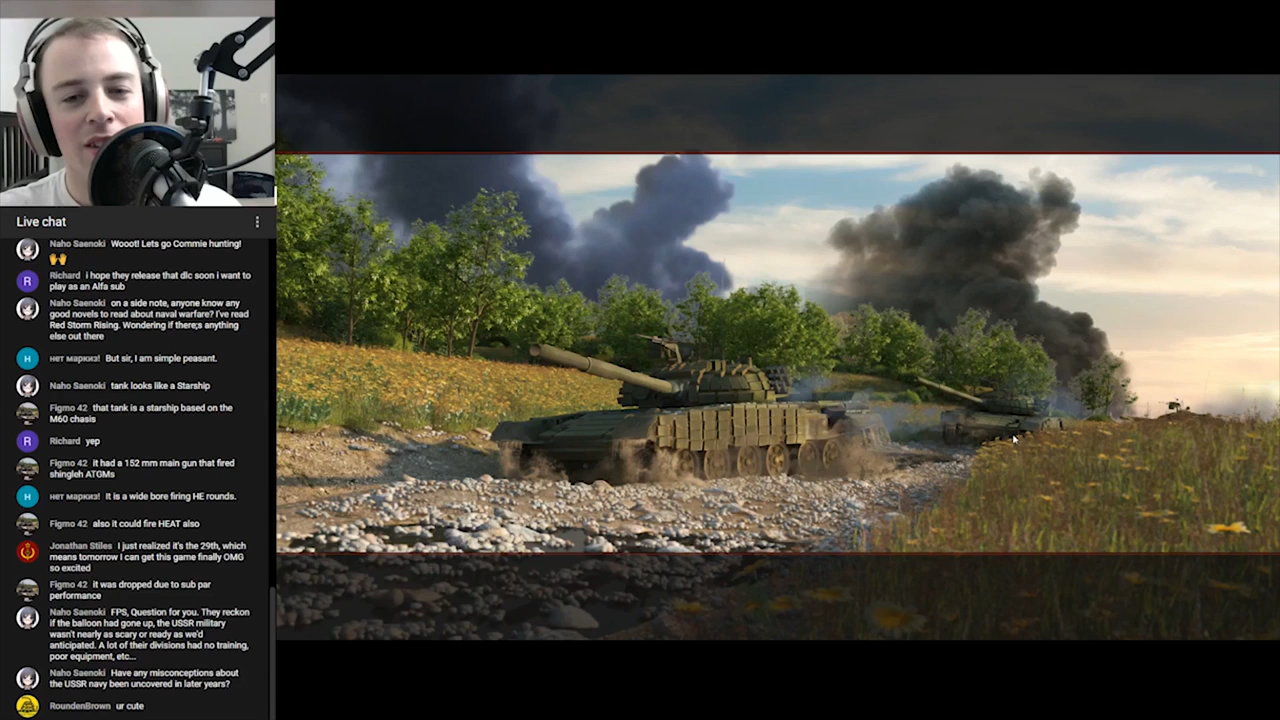 Live chat
Naho Saenoki Wooot! Lets go Commie hunting!
🙌
Richard i hope they release that dlc soon i want to
play as an Alfa sub
Naho Saenoki on a side note, anyone know any
good novels to read about naval warfare? I've read
Red Storm Rising. Wondering if there;s anything
else out there
нет маркиз! But sir, I am simple peasant.
Naho Saenoki tank looks like a Starship
Figmo 42 that tank is a starship based on the
M60 chasis
Richard yep
Figmo 42 it had a 152 mm main gun that fired
shingleh ATGMs
нет маркиз! It is a wide bore firing HE rounds.
Figmo 42 also it could fire HEAT also
Jonathan Stiles I just realized it's the 29th, which
means tomorrow I can get this game finally OMG
so excited
Figmo 42 it was dropped due to sub par
performance
Naho Saenoki FPS, Question for you. They reckon
if the balloon had gone up, the USSR military
wasn't nearly as scary or ready as we'd
anticipated. A lot of their divisions had no training,
poor equipment, etc...
Naho Saenoki Have any misconceptions about
the USSR navy been uncovered in later years?
RoundenBrown ur cute
R
R
H
H